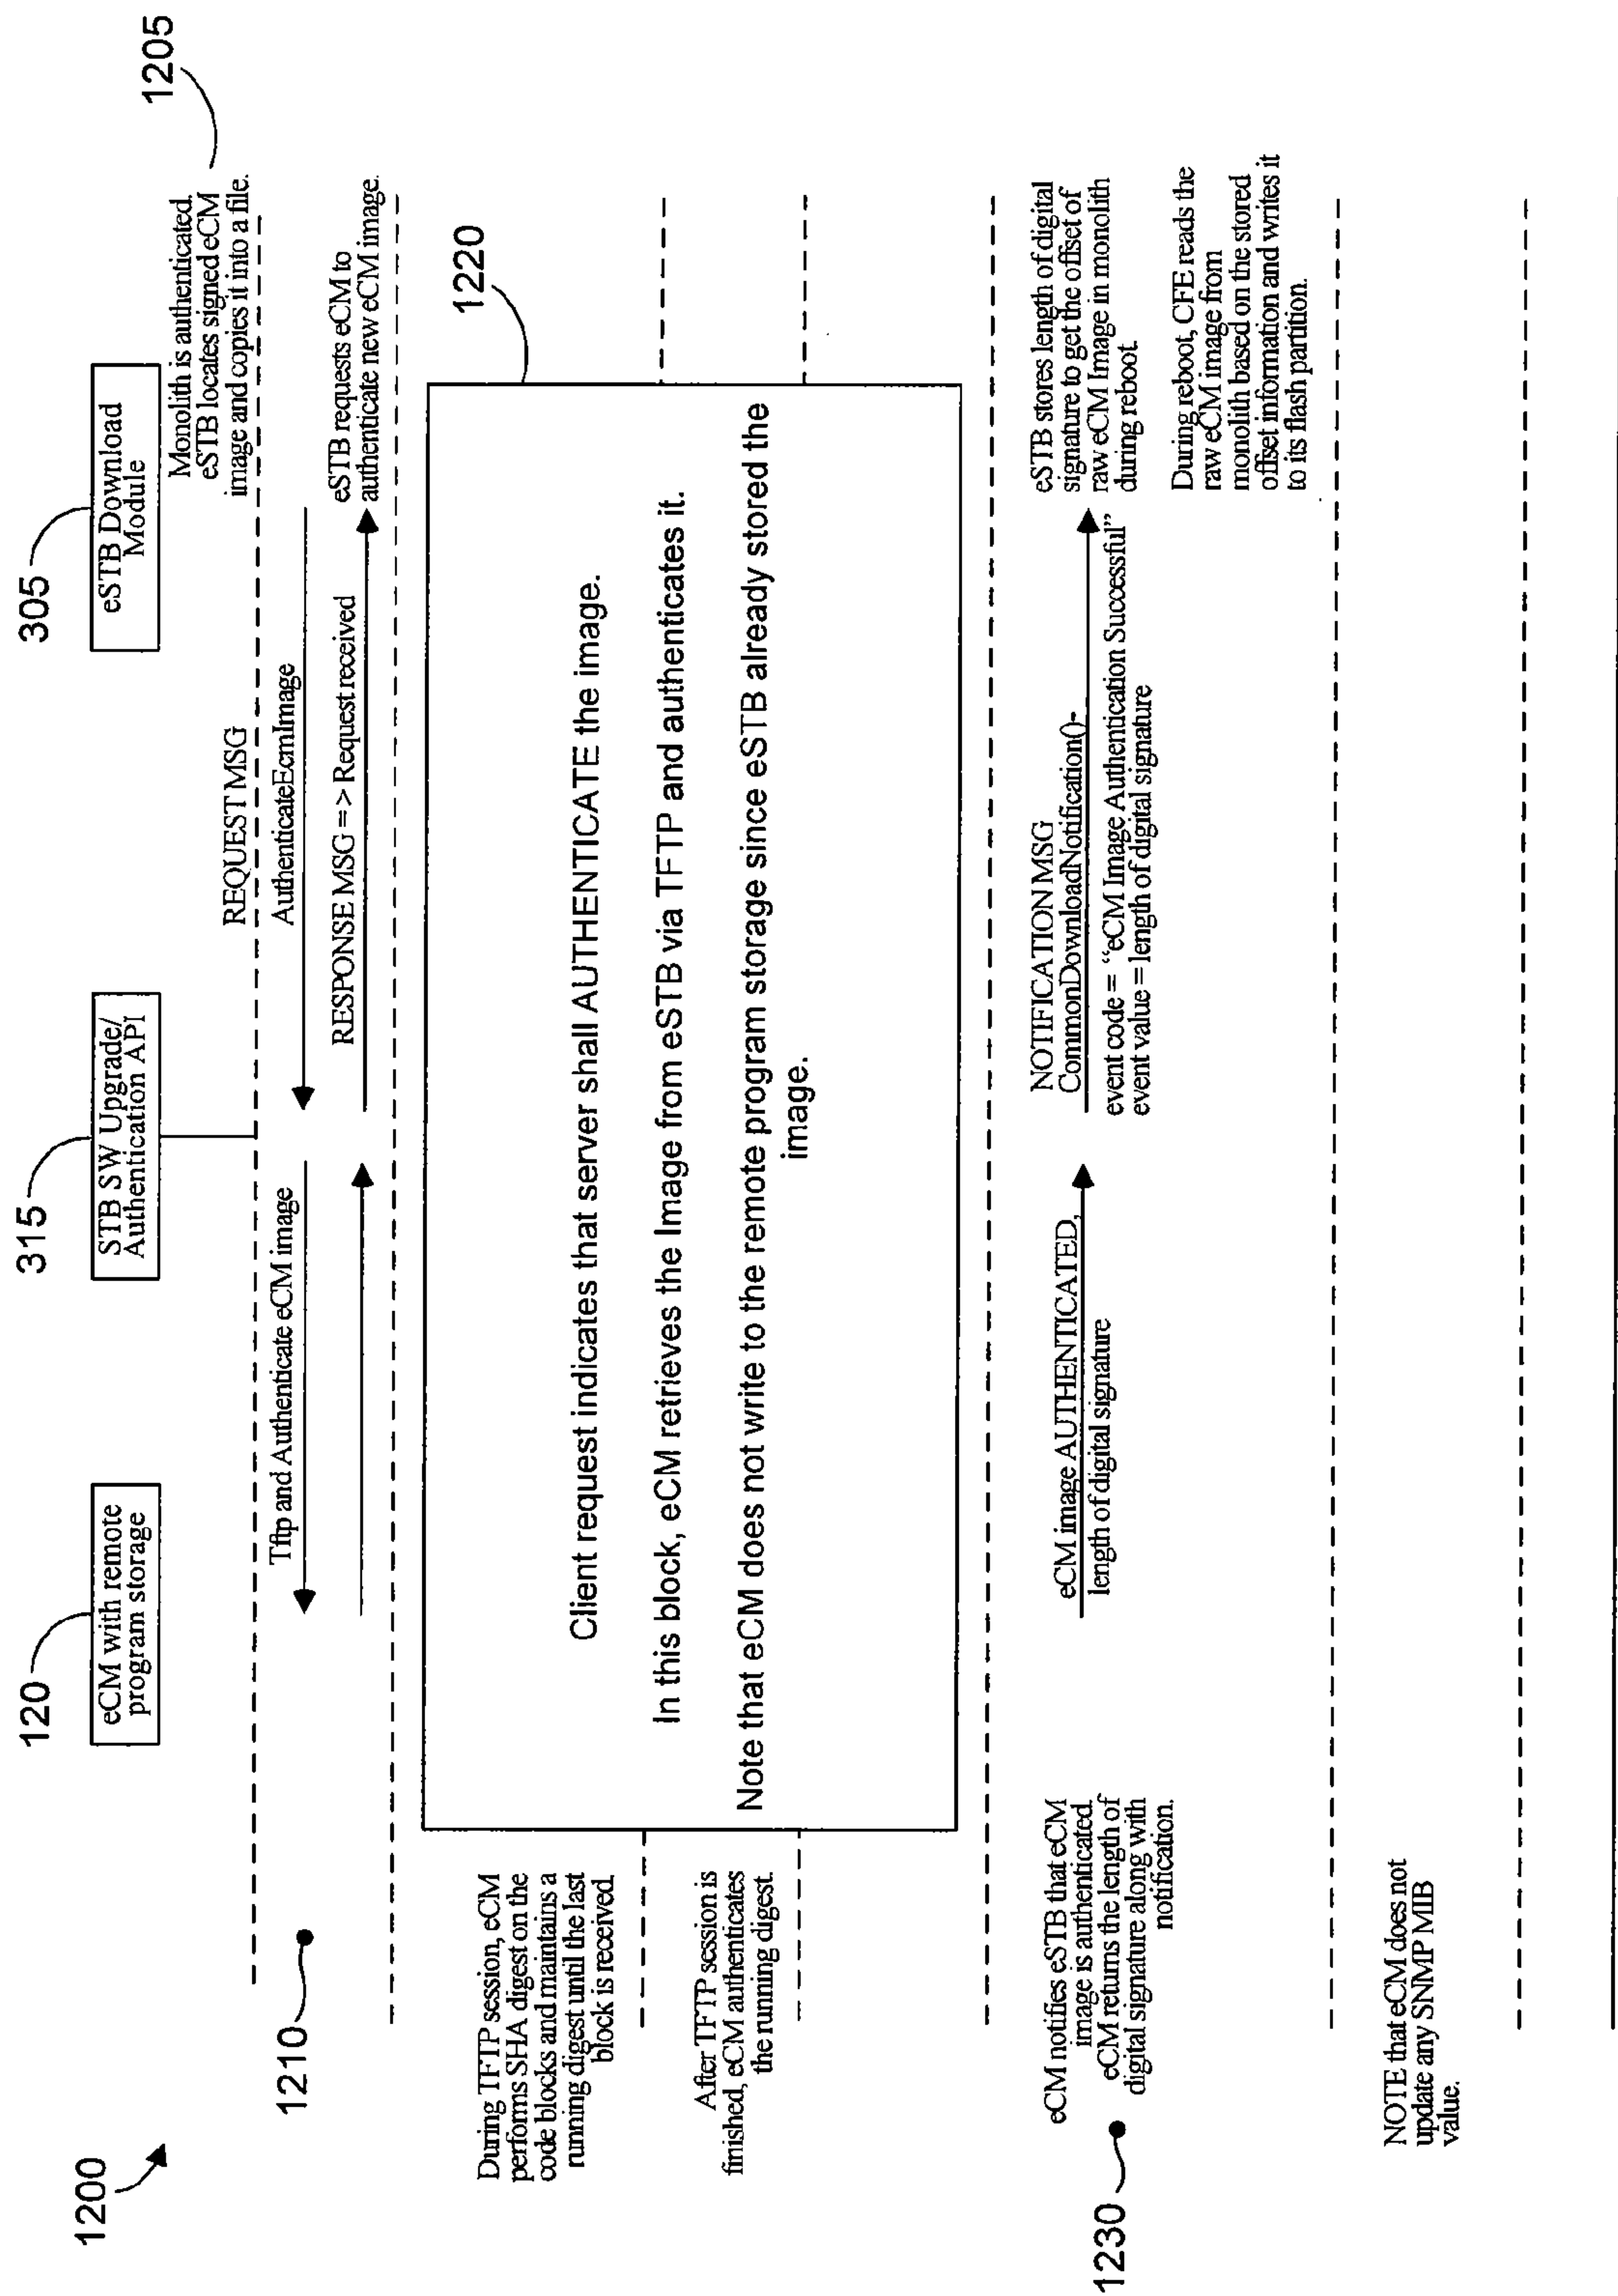 1200
120
eCM with remote
program storage
315
STB SW Upgrade/
Authentication API
305
eSTB Download
Module
1205
Monolith is authenticated.
eSTB locates signed eCM
image and copies it into a file.
REQUEST MSG
1210
Tftp and Authenticate eCM image
AuthenticateEcmImage
RESPONSE MSG => Request received
eSTB requests eCM to
authenticate new eCM image.
1220
During TFTP session, eCM
performs SHA digest on the
code blocks and maintains a
running digest until the last
block is received.
After TFTP session is
finished, eCM authenticates
the running digest.
Client request indicates that server shall AUTHENTICATE the image.
In this block, eCM retrieves the Image from eSTB via TFTP and authenticates it.
Note that eCM does not write to the remote program storage since eSTB already stored the
image.
1230
eCM notifies eSTB that eCM
image is authenticated.
eCM returns the length of
digital signature along with
notification.
eCM image AUTHENTICATED,
length of digital signature
NOTIFICATION MSG
CommonDownloadNotification()-
event code = “eCM Image Authentication Successful”
event value = length of digital signature
eSTB stores length of digital
signature to get the offset of
raw eCM Image in monolith
during reboot.
During reboot, CFE reads the
raw eCM image from
monolith based on the stored
offset information and writes it
to its flash partition.
NOTE that eCM does not
update any SNMP MIB
value.